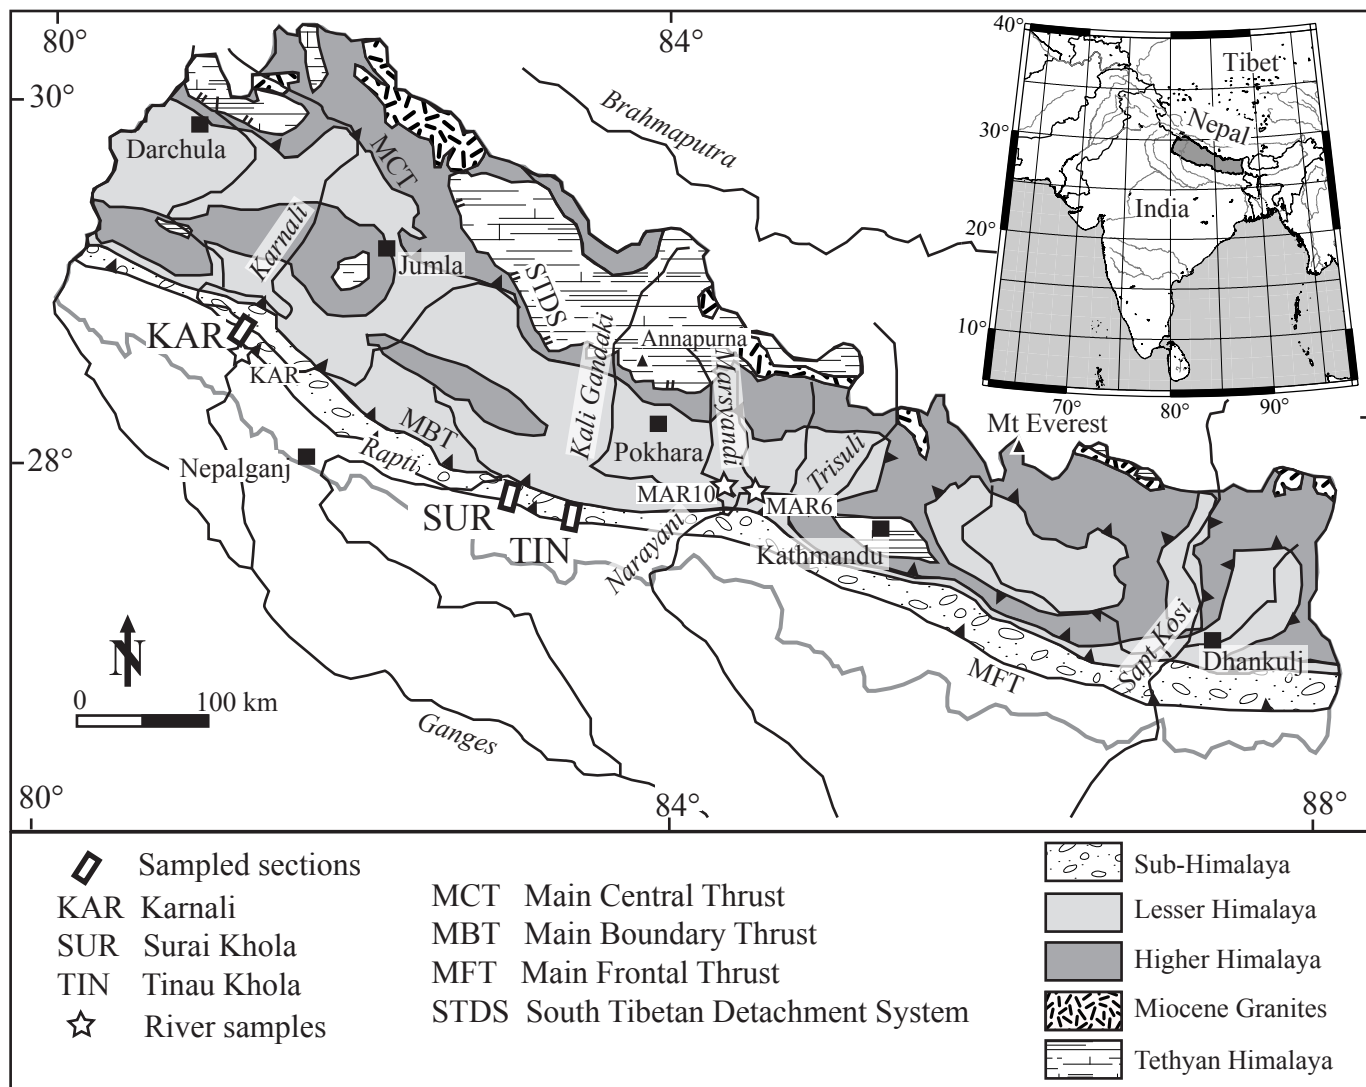 80°
84°
40°
Tibet
30°
Brahmaputra
30°
Nepal
Darchula
MCT
India
20°
Karnali
Jumla
STDS
10°
KAR
Annapurna
Kali Gandaki
Marsyandi
KAR
70°
80°
90°
MBT
Mt Everest
Pokhara
28°
Nepalganj
Rapti
Trisuli
MAR10
MAR6
SUR
TIN
Narayani
Kathmandu
N
Sapt Kosi
Dhankulj
MFT
0
100 km
Ganges
80°
84°
88°
Sampled sections
KAR Karnali
SUR Surai Khola
TIN Tinau Khola
River samples
MCT Main Central Thrust
MBT Main Boundary Thrust
MFT Main Frontal Thrust
STDS South Tibetan Detachment System
Sub-Himalaya
Lesser Himalaya
Higher Himalaya
Miocene Granites
Tethyan Himalaya